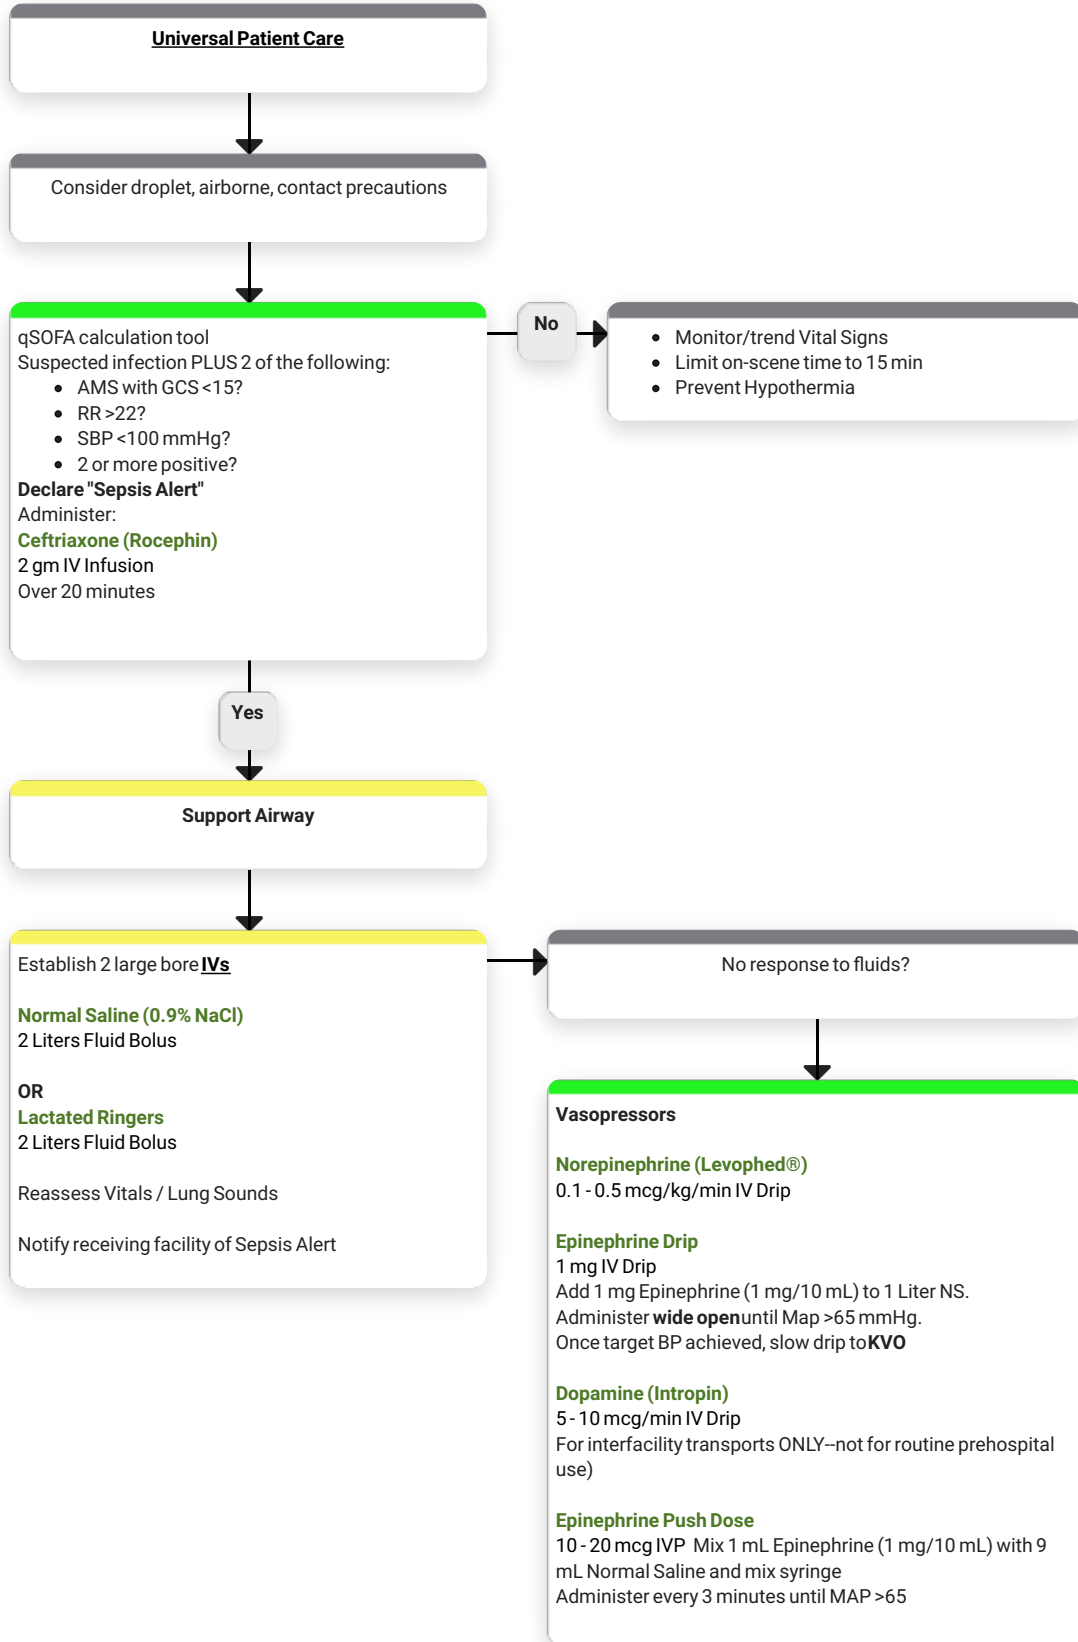 Universal Patient Care
Consider droplet, airborne, contact precautions
qSOFA calculation tool
Suspected infection PLUS 2 of the following:
• AMS with GCS <15?
• RR >22?
• SBP <100 mmHg?
• 2 or more positive?
Declare "Sepsis Alert"
Administer:
Ceftriaxone (Rocephin)
2 gm IV Infusion
Over 20 minutes
No
• Monitor/trend Vital Signs
• Limit on-scene time to 15 min
• Prevent Hypothermia
Yes
Support Airway
Establish 2 large bore IVs
Normal Saline (0.9% NaCl)
2 Liters Fluid Bolus
OR
Lactated Ringers
2 Liters Fluid Bolus
Reassess Vitals / Lung Sounds
Notify receiving facility of Sepsis Alert
No response to fluids?
Vasopressors
Norepinephrine (Levophed®)
0.1 - 0.5 mcg/kg/min IV Drip
Epinephrine Drip
1 mg IV Drip
Add 1 mg Epinephrine (1 mg/10 mL) to 1 Liter NS.
Administer wide open until Map >65 mmHg.
Once target BP achieved, slow drip to KVO
Dopamine (Intropin)
5 - 10 mcg/min IV Drip
For interfacility transports ONLY--not for routine prehospital
use)
Epinephrine Push Dose
10 - 20 mcg IVP Mix 1 mL Epinephrine (1 mg/10 mL) with 9
mL Normal Saline and mix syringe
Administer every 3 minutes until MAP >65